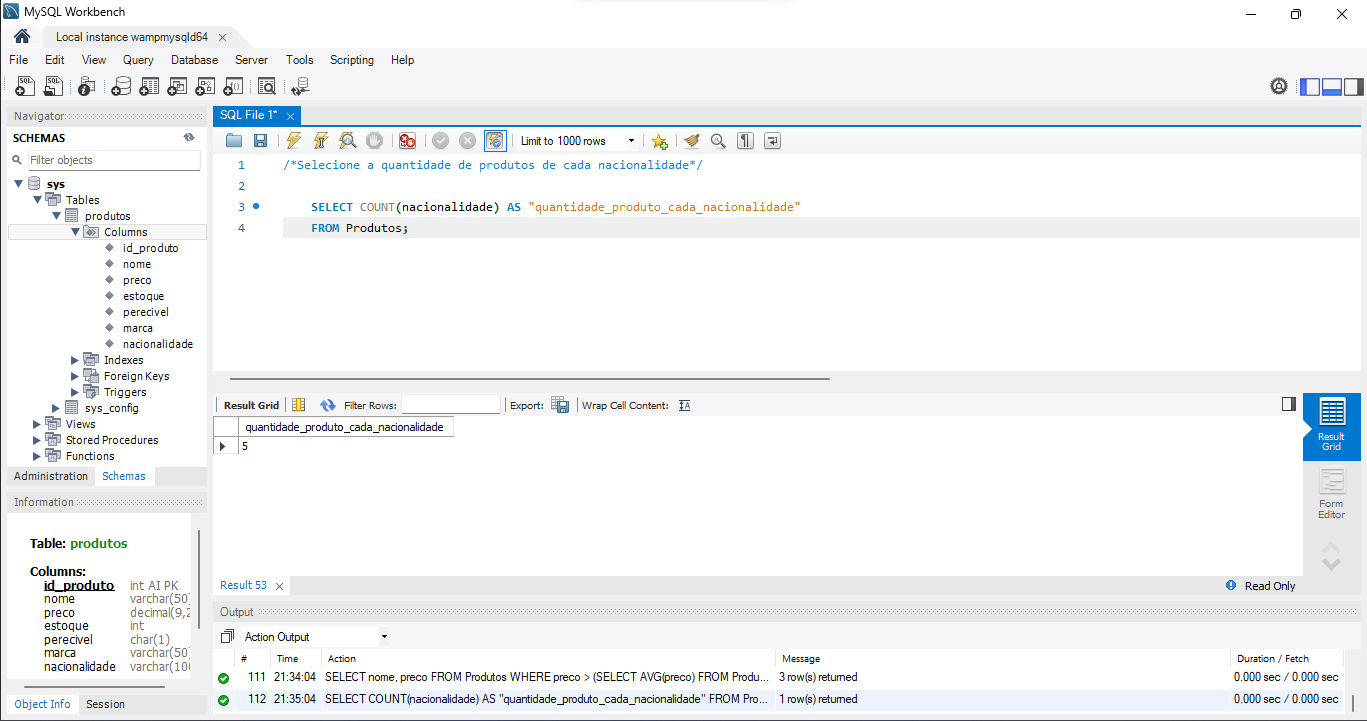 MySQL Workbench
Local instance wampmysqld64
File Edit View Query Database Server Tools Scripting Help
Navigator
SCHEMAS
Filter objects
sys
Tables
produtos
Columns
id_produto
nome
preco
estoque
perecivel
marca
nacionalidade
Indexes
Foreign Keys
Triggers
sys_config
Views
Stored Procedures
Functions
Administration Schemas
Information
Table: produtos
Columns:
id_produto int AI PK
nome varchar(50)
preco decimal(9,2
estoque int
perecivel char(1)
marca varchar(50)
nacionalidade varchar(100
Object Info Session
SQL File 1*
Limit to 1000 rows
1 /*Selecione a quantidade de produtos de cada nacionalidade*/
2
3 SELECT COUNT(nacionalidade) AS "quantidade_produto_cada_nacionalidade"
4 FROM Produtos;
Result Grid Filter Rows: Export: Wrap Cell Content:
quantidade_produto_cada_nacionalidade
5
Result Grid
Form Editor
Result 53
Read Only
Output
Action Output
# Time Action Message Duration / Fetch
111 21:34:04 SELECT nome, preco FROM Produtos WHERE preco > (SELECT AVG(preco) FROM Produ... 3 row(s) returned 0.000 sec / 0.000 sec
112 21:35:04 SELECT COUNT(nacionalidade) AS "quantidade_produto_cada_nacionalidade" FROM Pro... 1 row(s) returned 0.000 sec / 0.000 sec